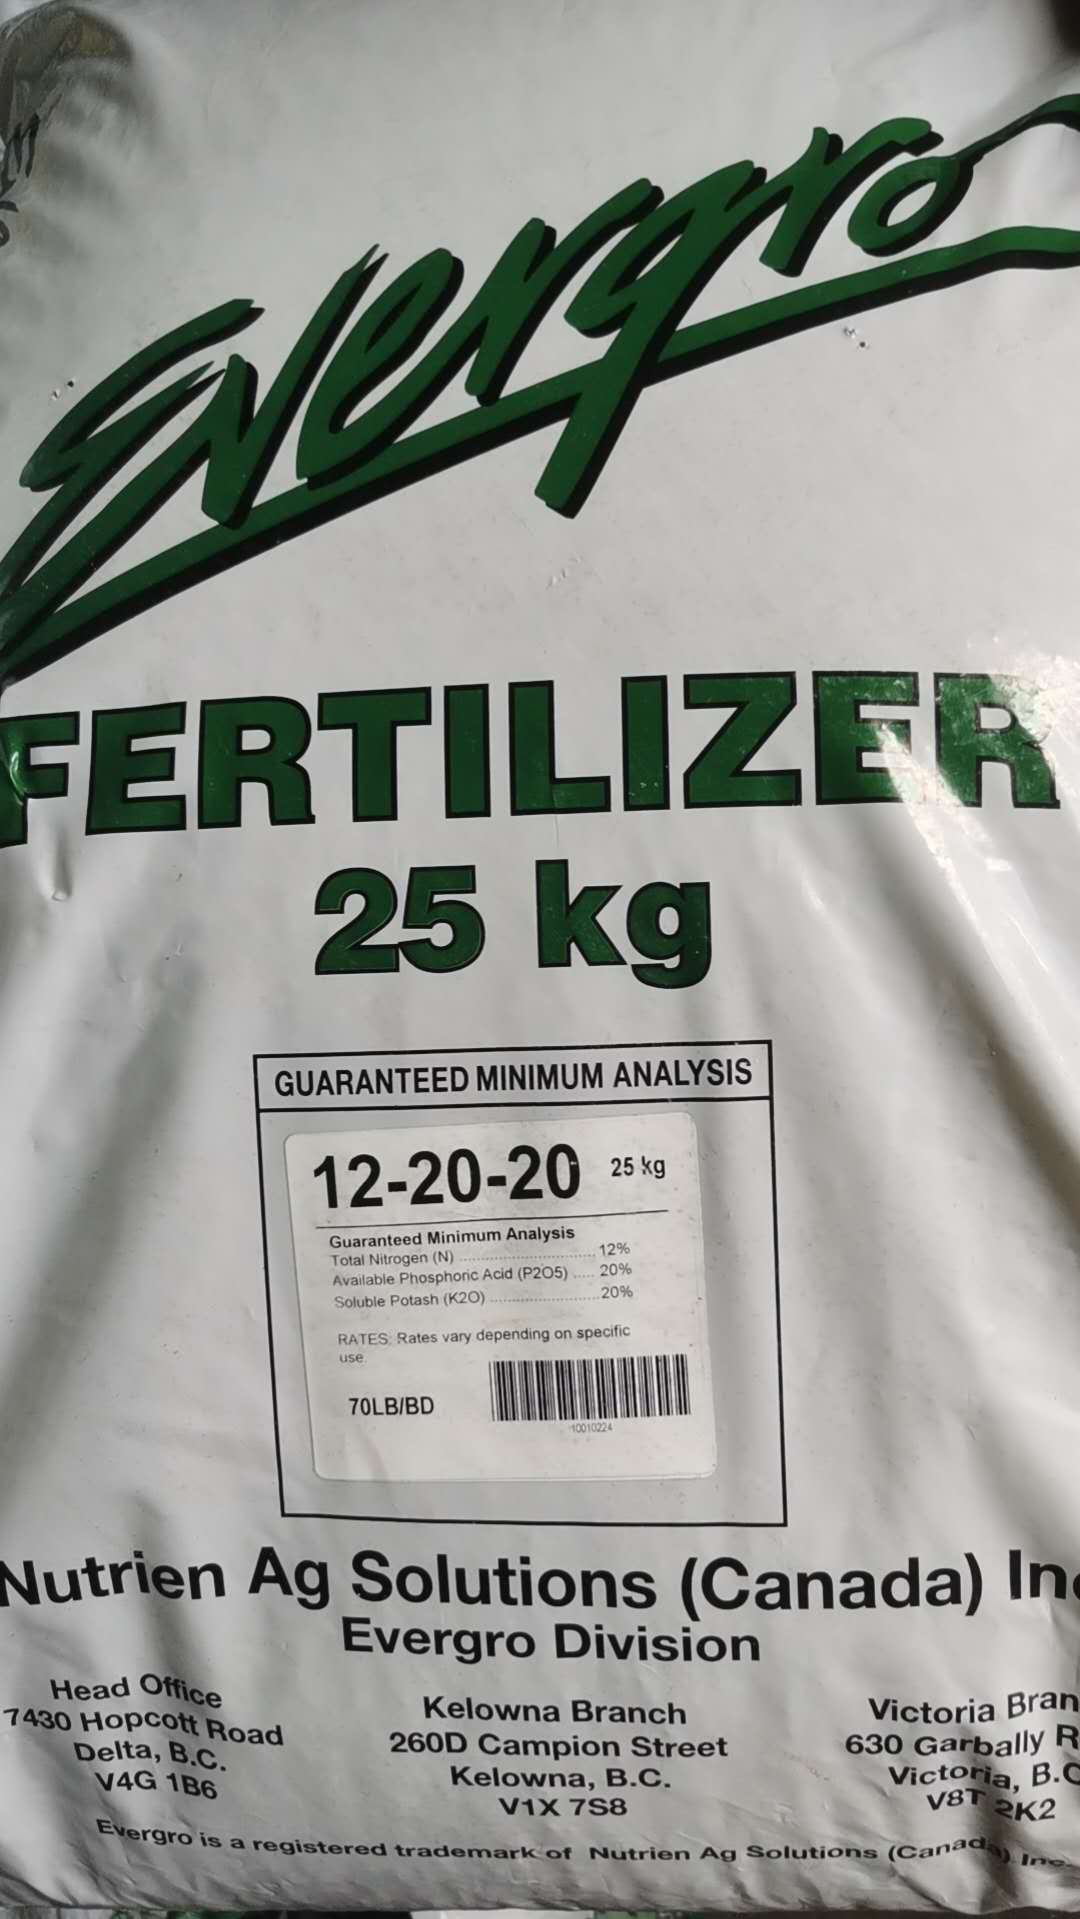 Evergro
FERTILIZER
25 kg
GUARANTEED MINIMUM ANALYSIS
12-20-20 25 kg
Guaranteed Minimum Analysis
Total Nitrogen (N) ............................... 12%
Available Phosphoric Acid (P2O5) ..... 20%
Soluble Potash (K2O) ........................ 20%
RATES: Rates vary depending on specific
use.
70LB/BD
10010224
Nutrien Ag Solutions (Canada) Inc
Evergro Division
Head Office
7430 Hopcott Road
Delta, B.C.
V4G 1B6
Kelowna Branch
260D Campion Street
Kelowna, B.C.
V1X 7S8
Victoria Bran
630 Garbally R
Victoria, B.C
V8T 2K2
Evergro is a registered trademark of Nutrien Ag Solutions (Canada) Inc.